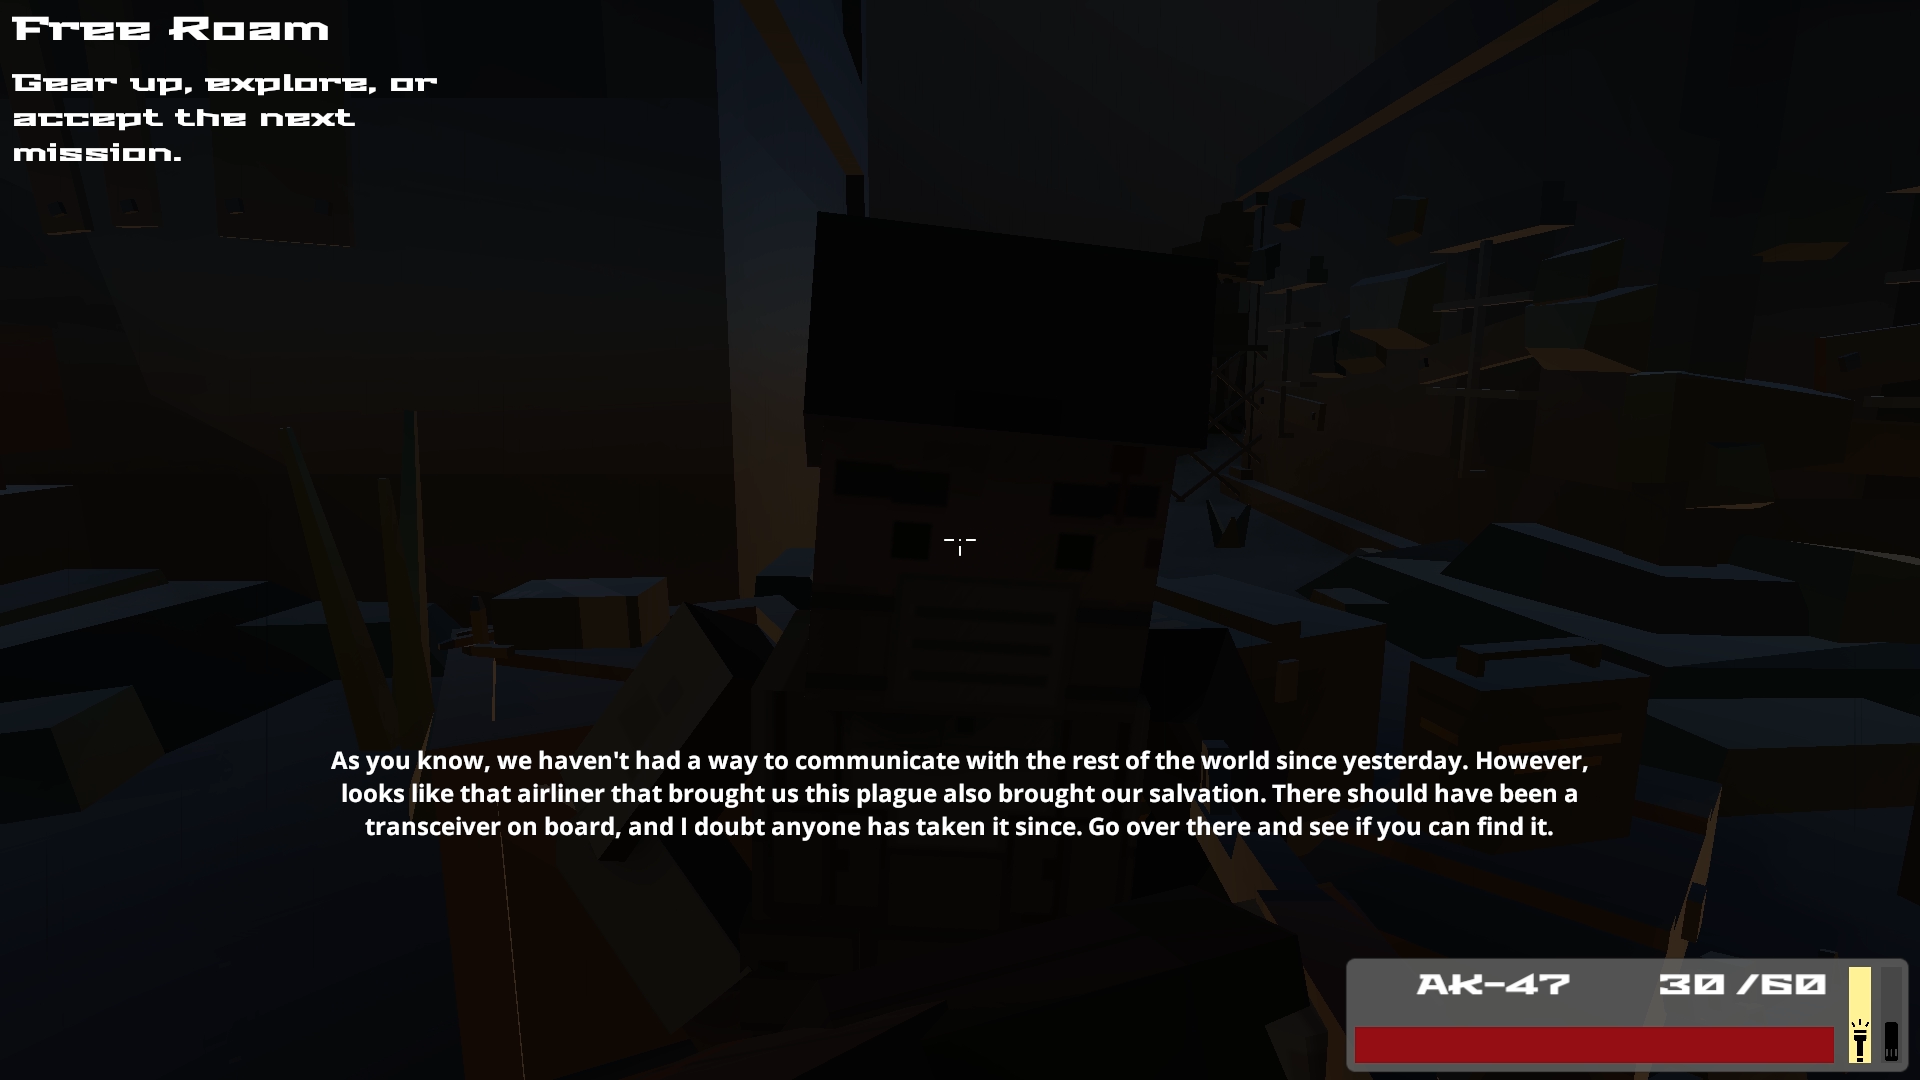 Free Roam
Gear up, explore, or
accept the next
mission.
As you know, we haven't had a way to communicate with the rest of the world since yesterday. However,
looks like that airliner that brought us this plague also brought our salvation. There should have been a
transceiver on board, and I doubt anyone has taken it since. Go over there and see if you can find it.
AK-47 30 /60